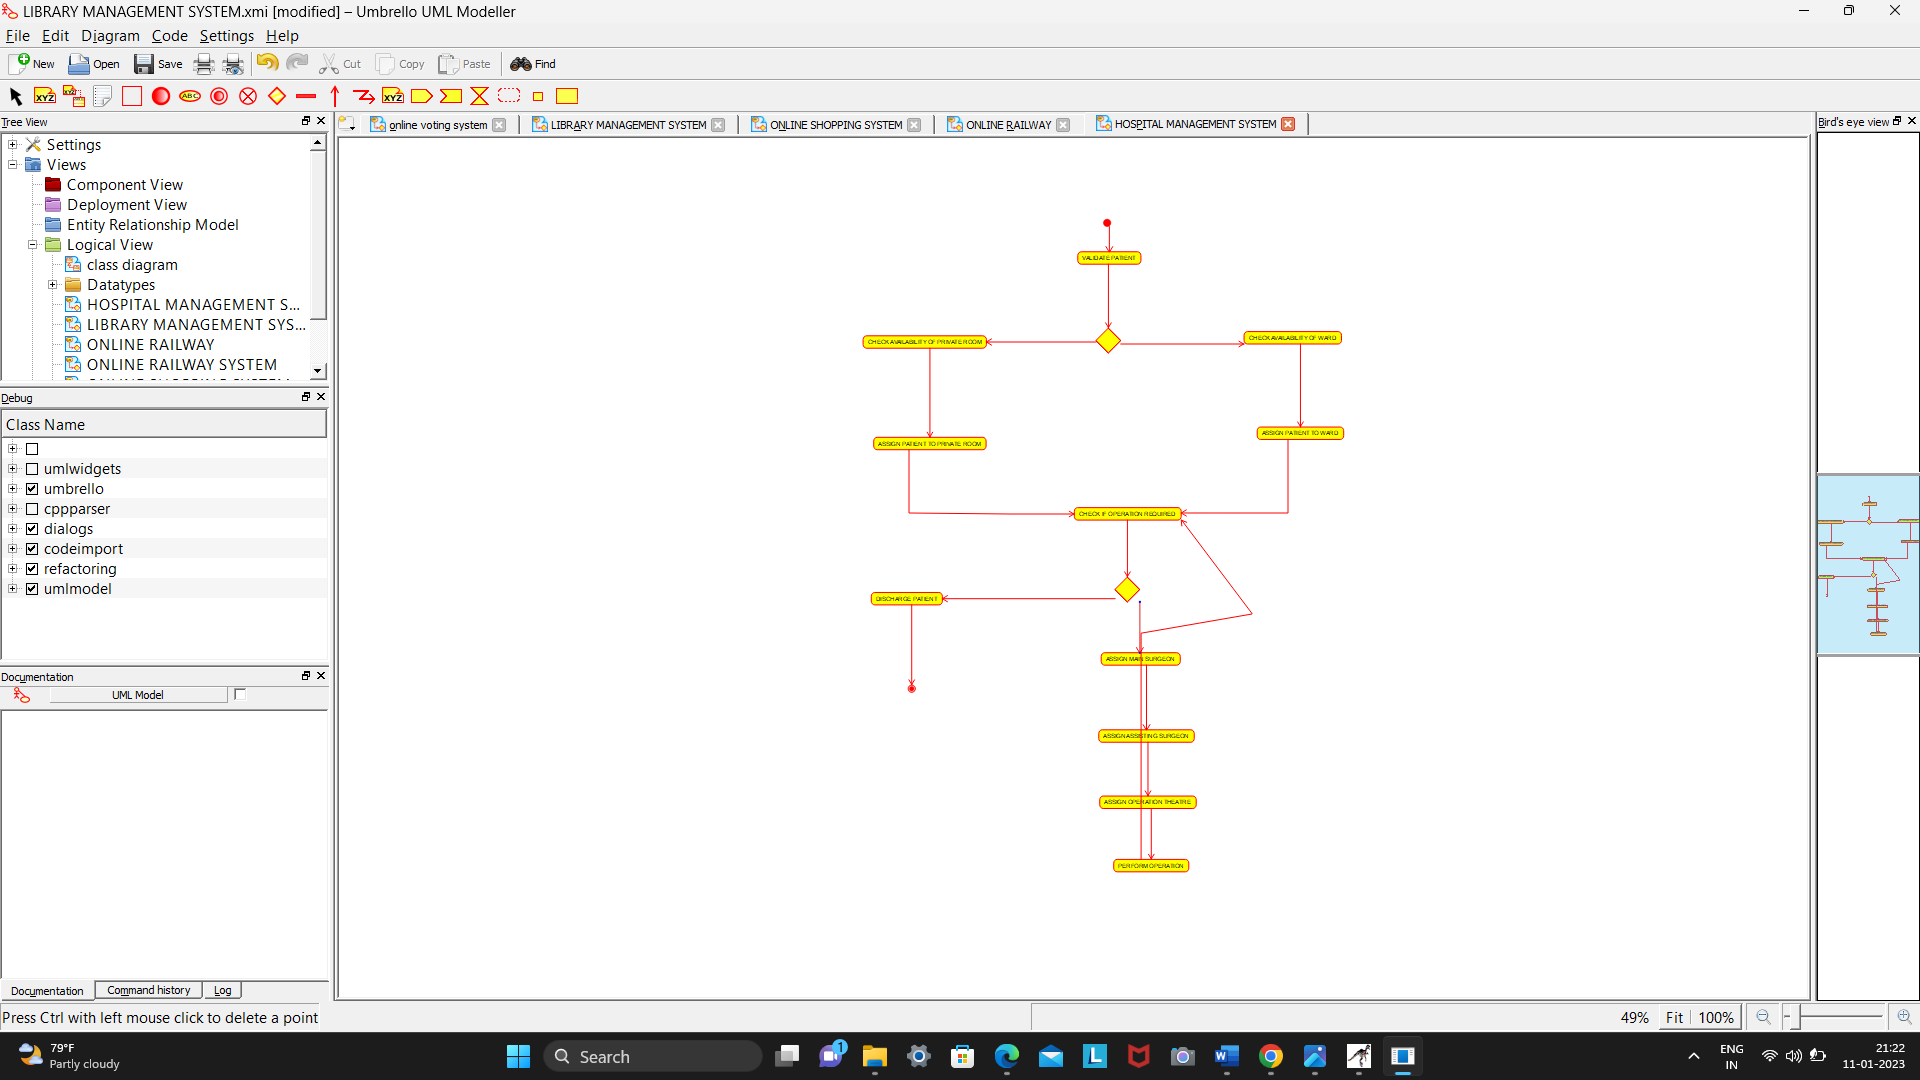 LIBRARY MANAGEMENT SYSTEM.xmi [modified] – Umbrello UML Modeller
File Edit Diagram Code Settings Help
New Open Save Cut Copy Paste Find
XYZ ABC XYZ
Tree View
online voting system LIBRARY MANAGEMENT SYSTEM ONLINE SHOPPING SYSTEM ONLINE RAILWAY HOSPITAL MANAGEMENT SYSTEM
Bird's eye view
Settings
Views
Component View
Deployment View
Entity Relationship Model
Logical View
class diagram
Datatypes
HOSPITAL MANAGEMENT S...
LIBRARY MANAGEMENT SYS...
ONLINE RAILWAY
ONLINE RAILWAY SYSTEM
ONLINE SHOPPING SYSTEM
Debug
Class Name
umlwidgets
umbrello
cppparser
dialogs
codeimport
refactoring
umlmodel
Documentation
UML Model
Documentation Command history Log
VALIDATE PATIENT
CHECK AVAILABILITY OF PRIVATE ROOM
CHECK AVAILABILITY OF WARD
ASSIGN PATIENT TO PRIVATE ROOM
ASSIGN PATIENT TO WARD
CHECK IF OPERATION REQUIRED
DISCHARGE PATIENT
ASSIGN MAIN SURGEON
ASSIGN ASSISTING SURGEON
ASSIGN OPERATION THEATRE
PERFORM OPERATION
Press Ctrl with left mouse click to delete a point
49% Fit 100%
79°F
Partly cloudy
Search
1
ENG
IN
21:22
11-01-2023